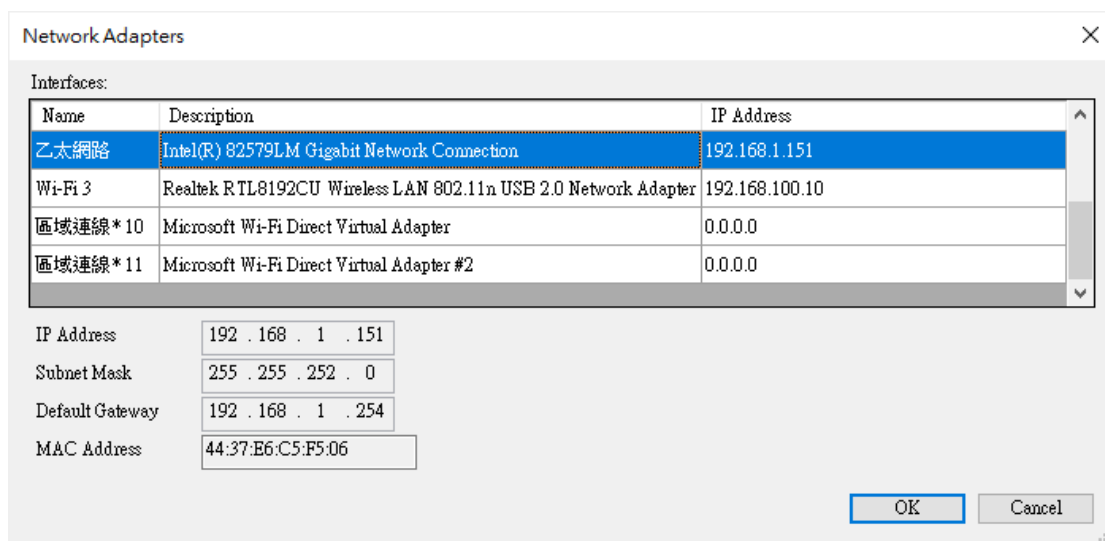 Network Adapters
Interfaces:
Name Description IP Address
乙太網路 Intel(R) 82579LM Gigabit Network Connection 192.168.1.151
Wi-Fi 3 Realtek RTL8192CU Wireless LAN 802.11n USB 2.0 Network Adapter 192.168.100.10
區域連線*10 Microsoft Wi-Fi Direct Virtual Adapter 0.0.0.0
區域連線*11 Microsoft Wi-Fi Direct Virtual Adapter #2 0.0.0.0
IP Address 192 . 168 . 1 . 151
Subnet Mask 255 . 255 . 252 . 0
Default Gateway 192 . 168 . 1 . 254
MAC Address 44:37:E6:C5:F5:06
OK Cancel